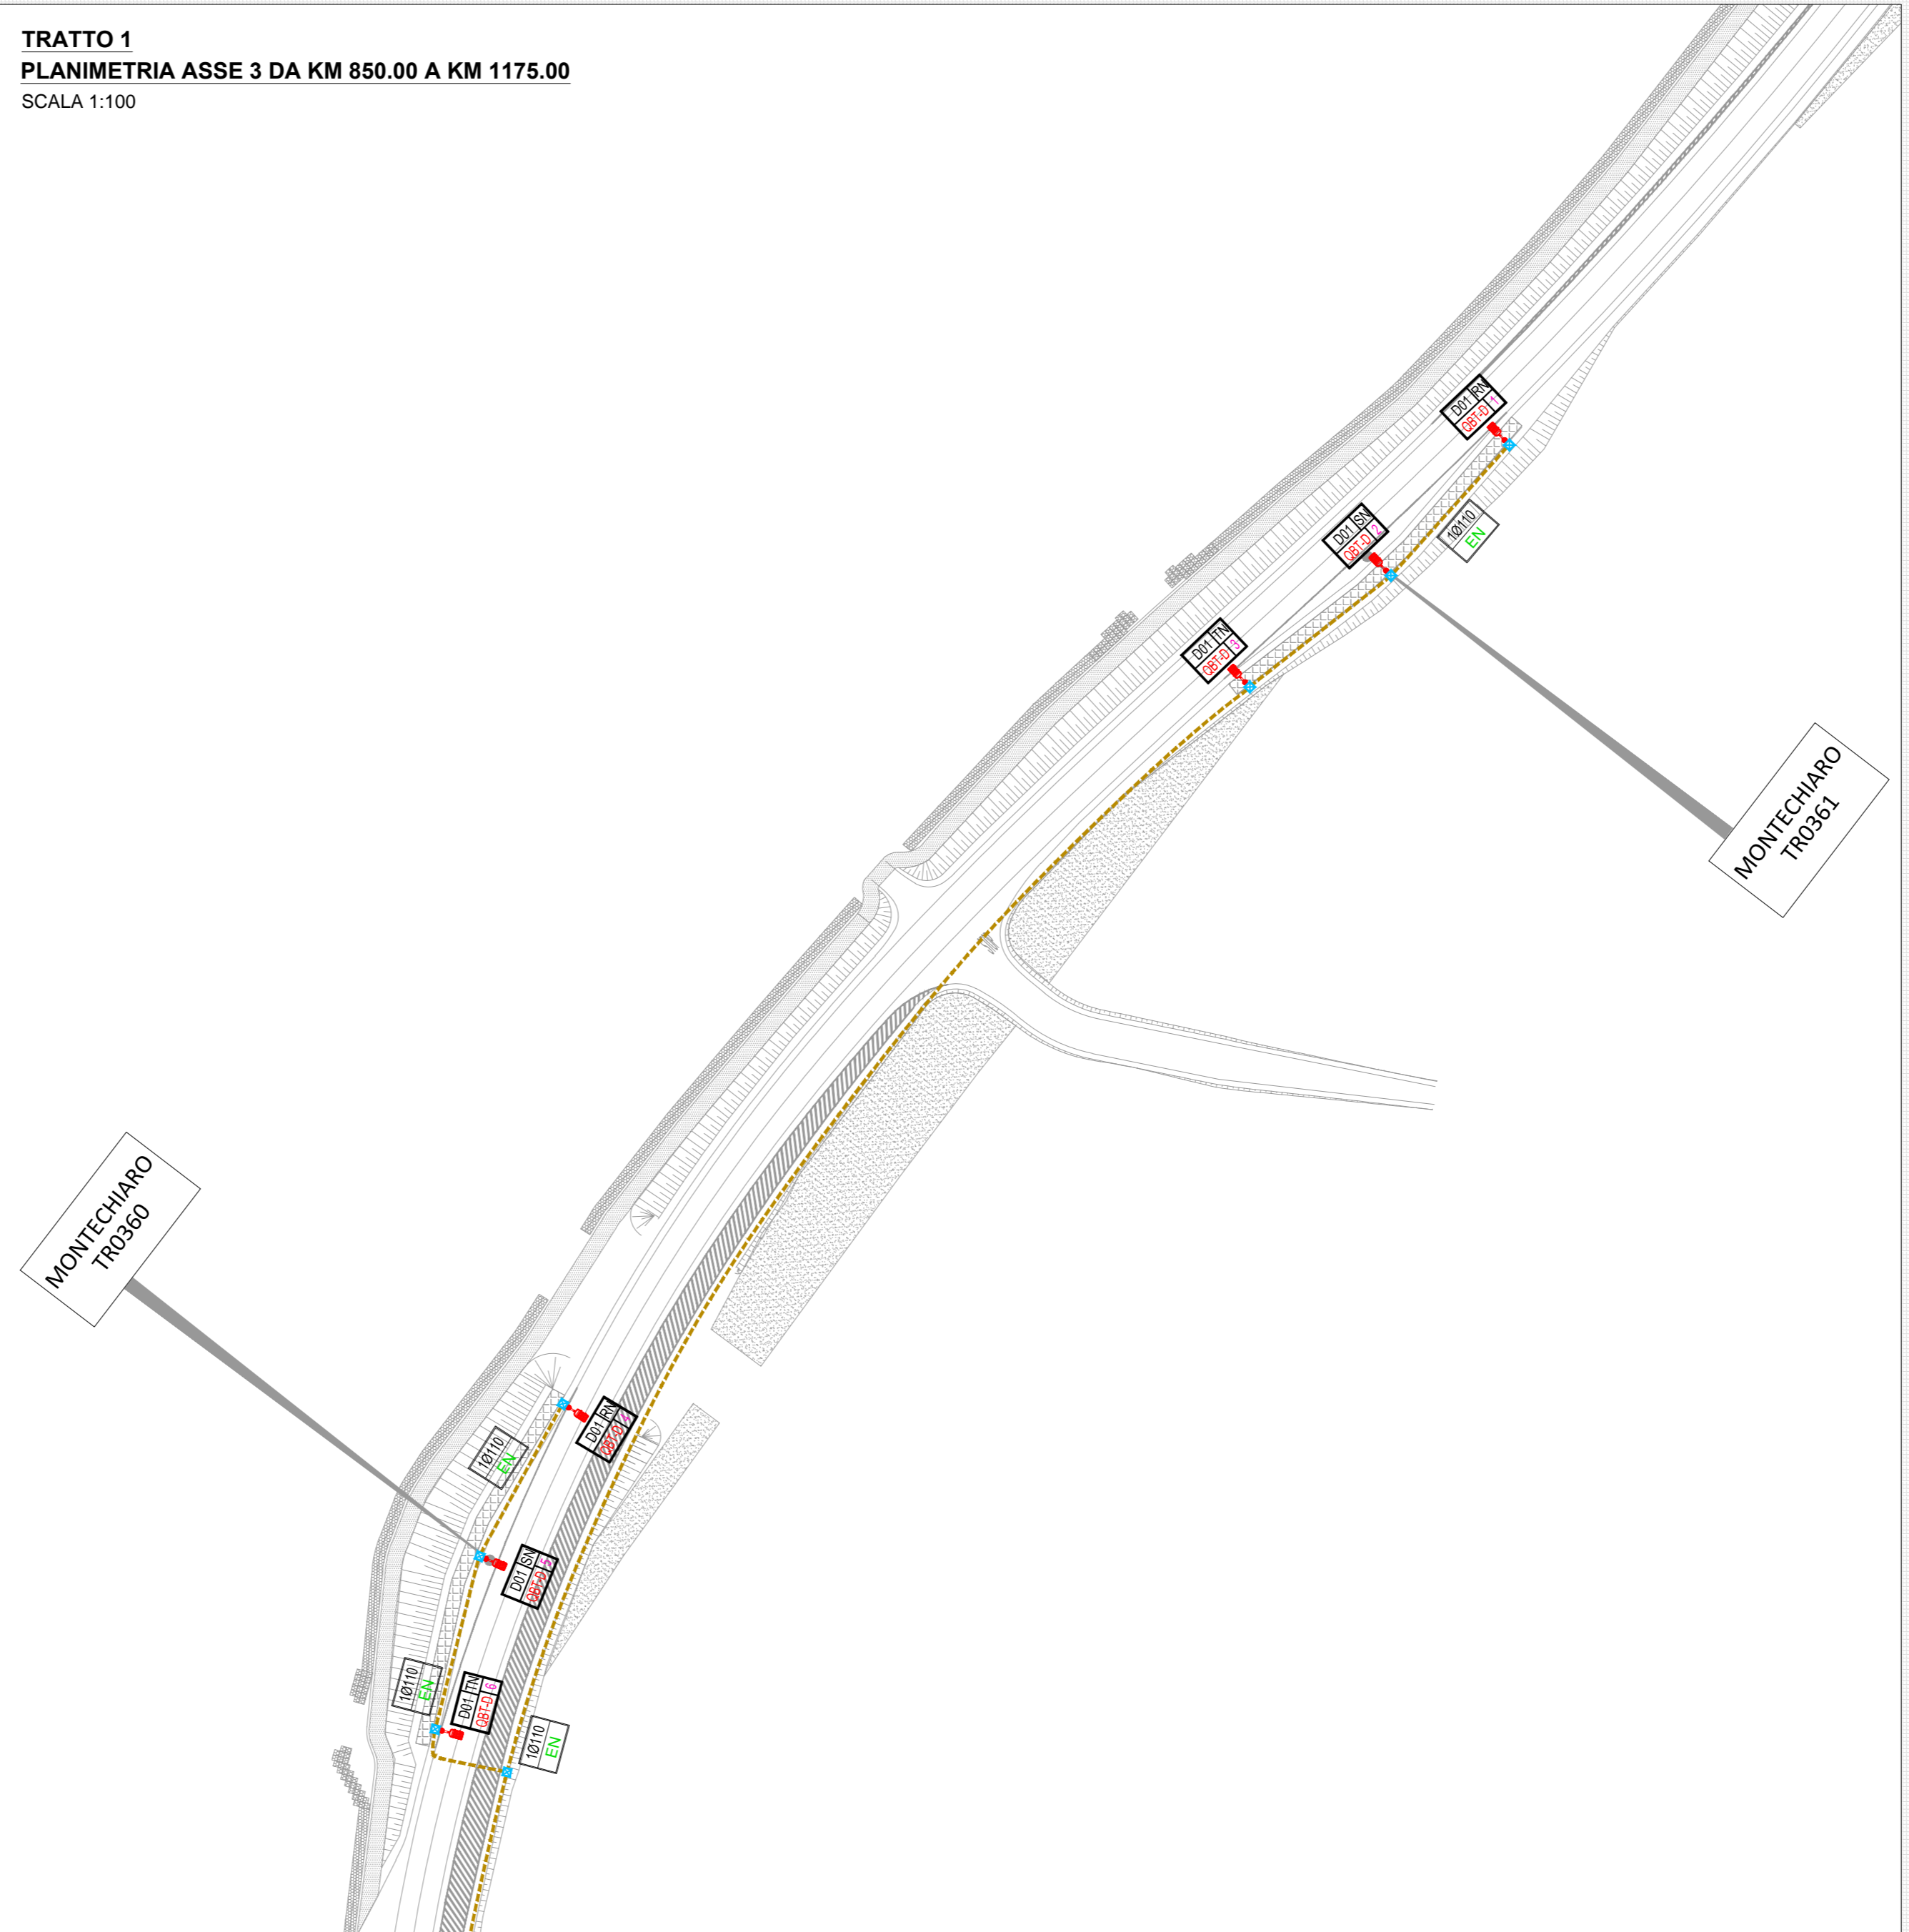 TRATTO 1
PLANIMETRIA ASSE 3 DA KM 850.00 A KM 1175.00
SCALA 1:100
D01 RN
QBT-D 1
D01 SN
QBT-D 2
1Ø110
EN
D01 TN
QBT-D 3
MONTECHIARO
TR0361
MONTECHIARO
TR0360
D01 RN
QBT-D 4
1Ø110
EN
D01 SN
QBT-D 5
1Ø110
EN
D01 TN
QBT-D 6
1Ø110
EN